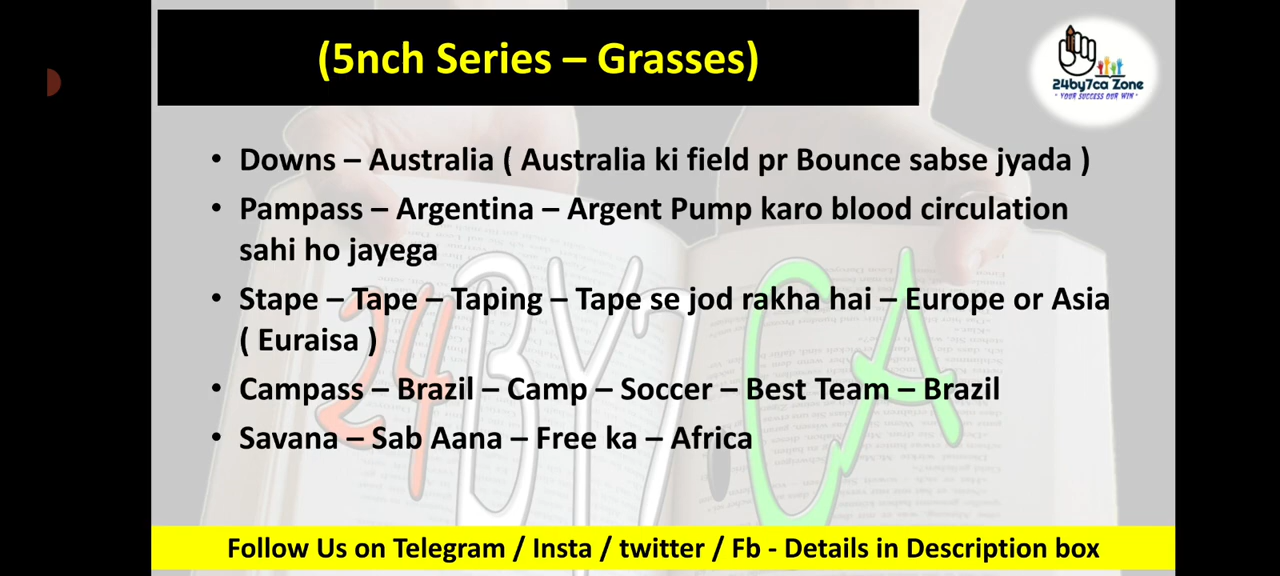 (5nch Series – Grasses)
24by7ca Zone
- YOUR SUCCESS OUR WIN -
• Downs – Australia ( Australia ki field pr Bounce sabse jyada )
• Pampass – Argentina – Argent Pump karo blood circulation
sahi ho jayega
• Stape – Tape – Taping – Tape se jod rakha hai – Europe or Asia
( Euraisa )
• Campass – Brazil – Camp – Soccer – Best Team – Brazil
• Savana – Sab Aana – Free ka – Africa
24BY7CA
Follow Us on Telegram / Insta / twitter / Fb - Details in Description box